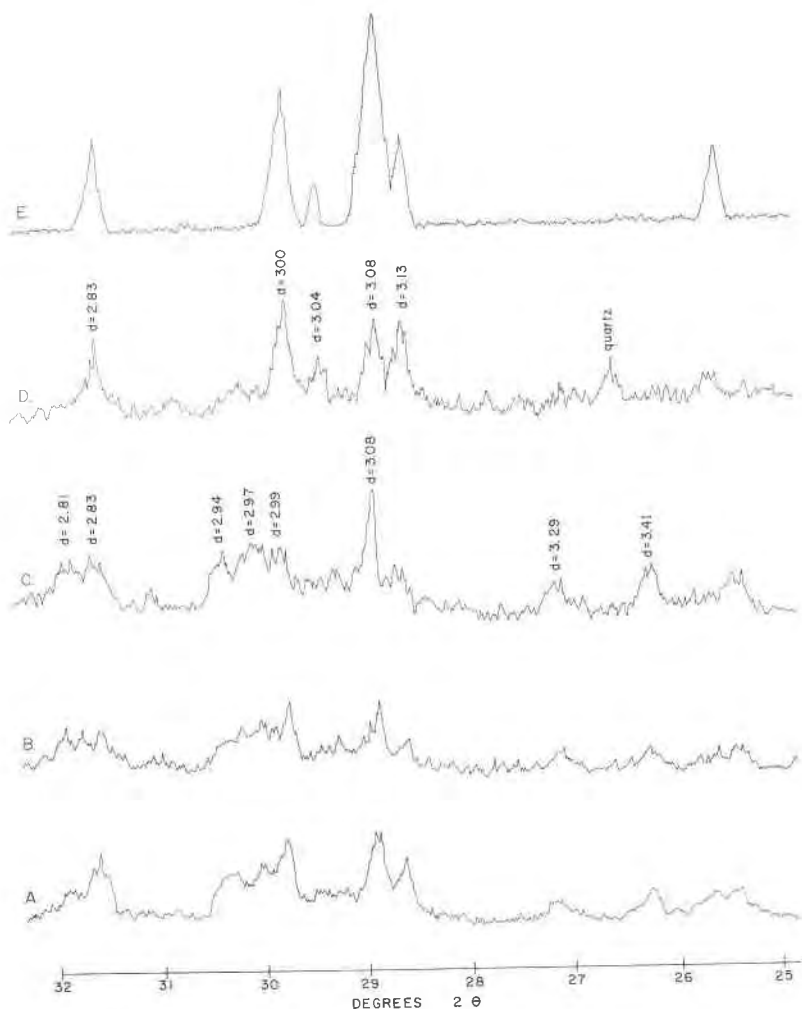 E.
d = 2.83
d = 3.00
d = 3.04
d = 3.08
d = 3.13
quartz
D.
d = 2.81
d = 2.83
d = 2.94
d = 2.97
d = 2.99
d = 3.08
d = 3.29
d = 3.41
C.
B.
A.
32 31 30 29 28 27 26 25
DEGREES 2 θ